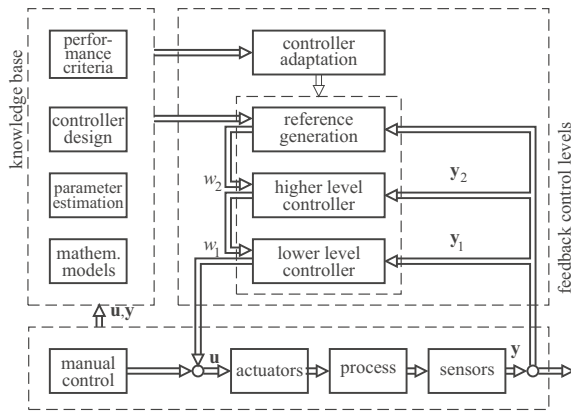 perfor-
mance
criteria
controller
design
parameter
estimation
mathem.
models
knowledge base
controller
adaptation
reference
generation
higher level
controller
lower level
controller
w2
w1
y2
y1
feedback control levels
u,y
manual
control
u
actuators
process
sensors
y